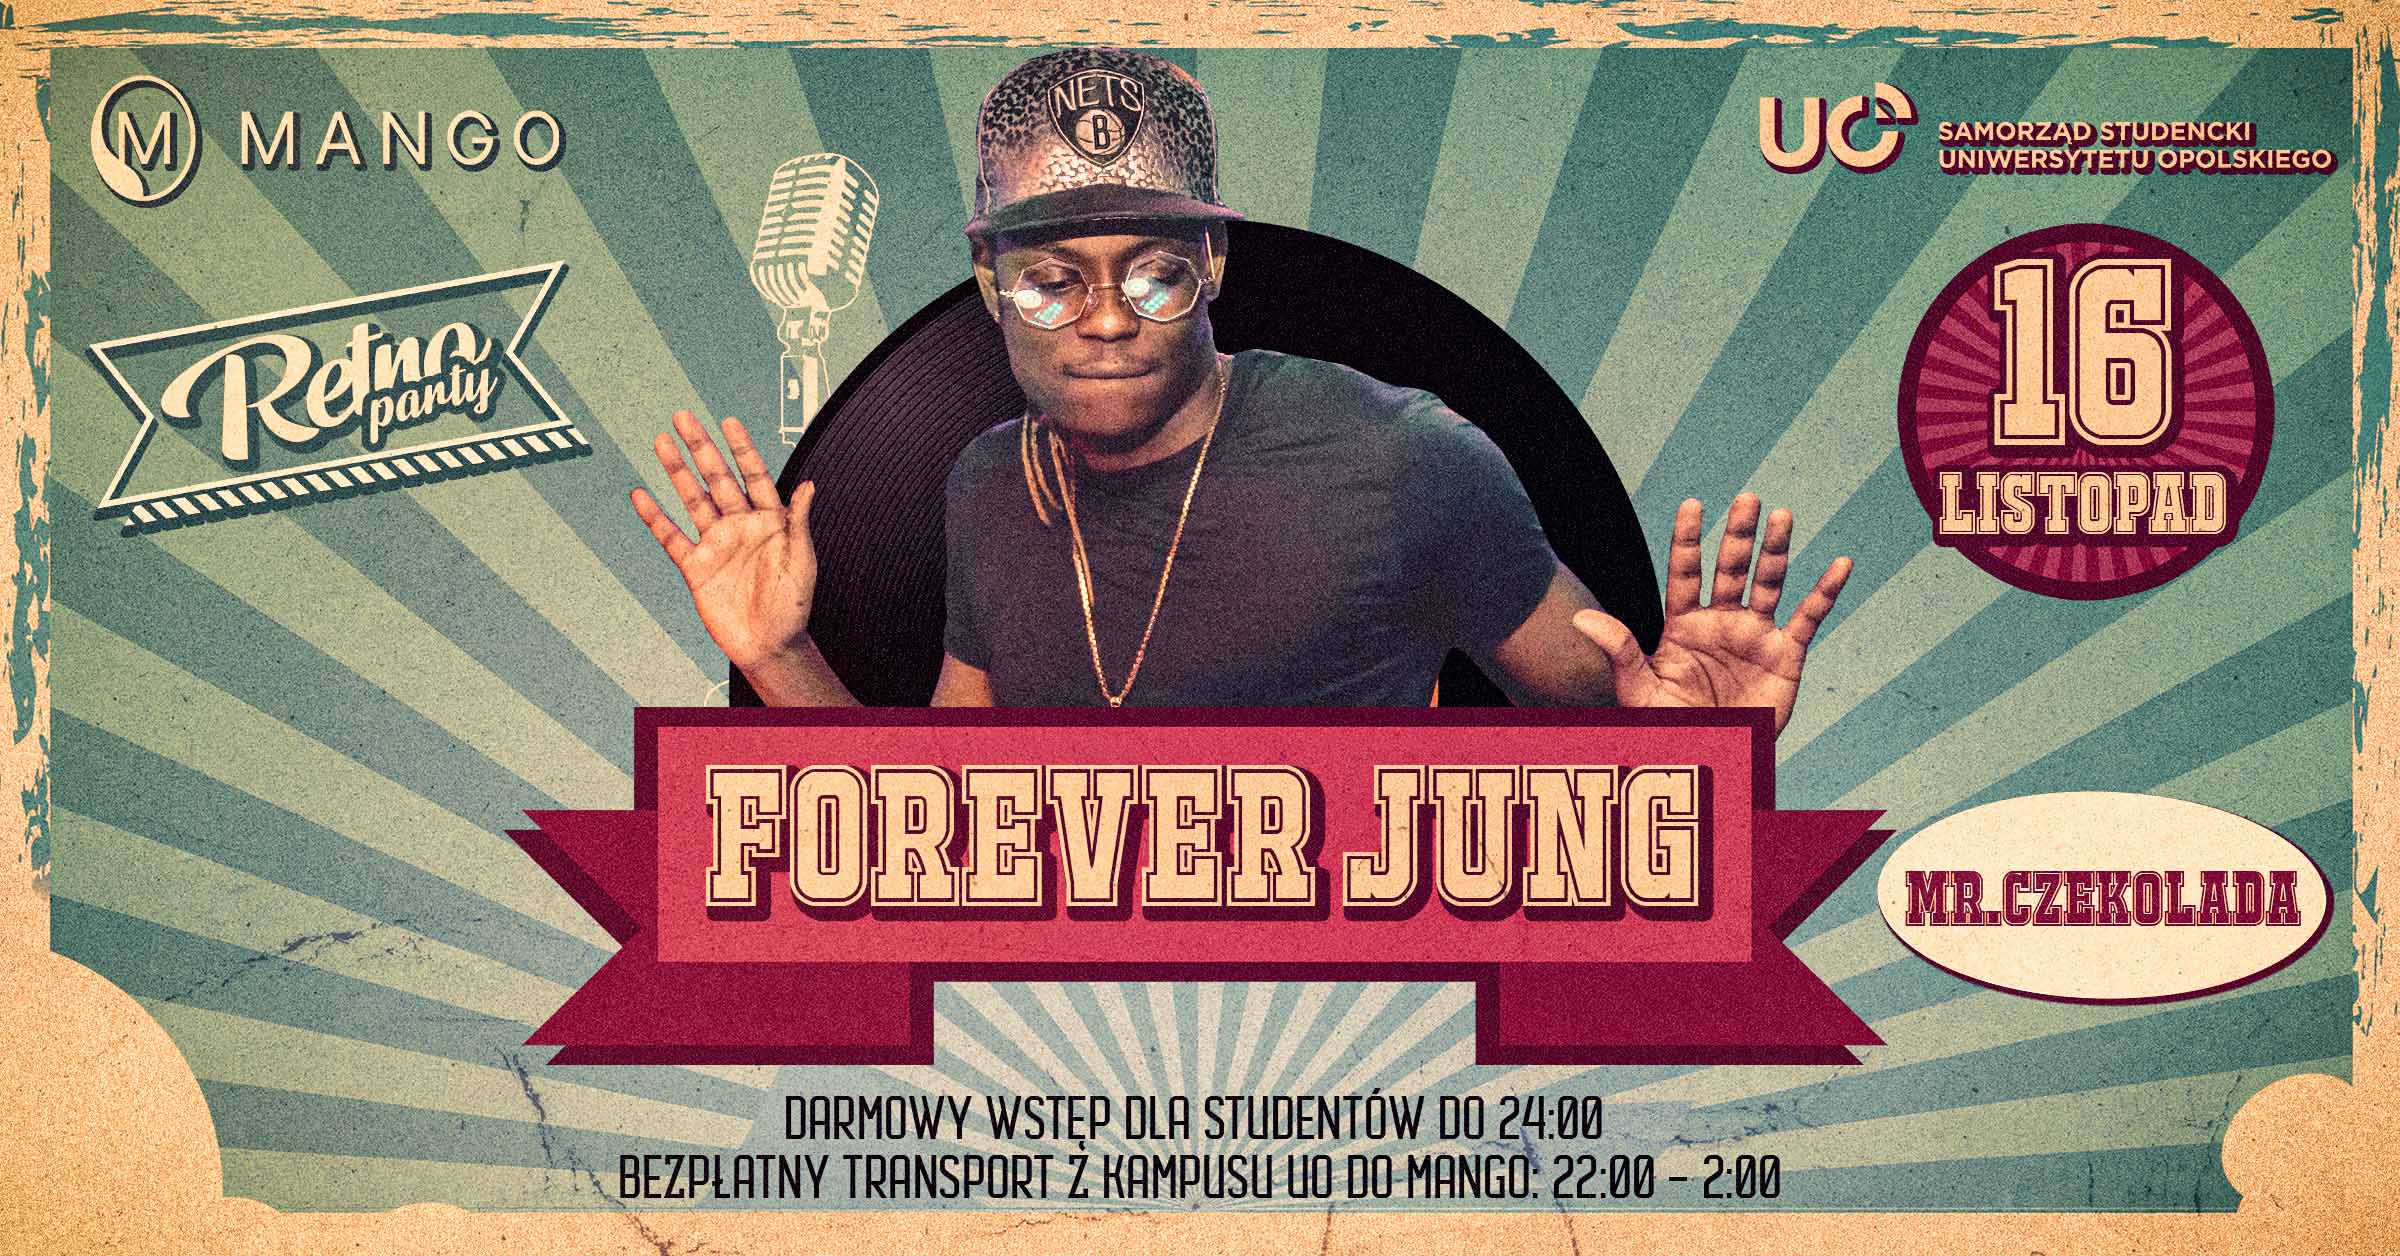 M MANGO
UO SAMORZĄD STUDENCKI
UNIWERSYTETU OPOLSKIEGO
NETS
B
Retro
party
16
LISTOPAD
FOREVER JUNG
MR.CZEKOLADA
DARMOWY WSTĘP DLA STUDENTÓW DO 24:00
BEZPŁATNY TRANSPORT Z KAMPUSU UO DO MANGO: 22:00 - 2:00